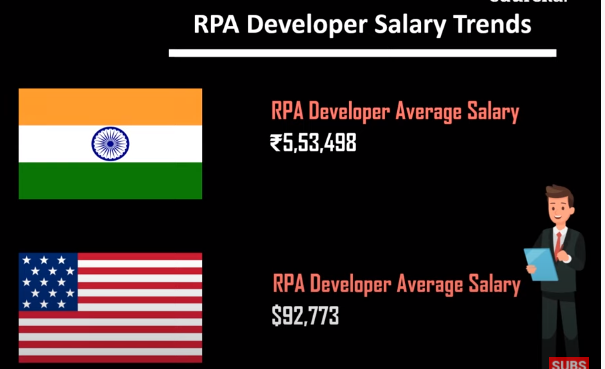 RPA Developer Salary Trends
RPA Developer Average Salary
₹5,53,498
RPA Developer Average Salary
$92,773
SUBS